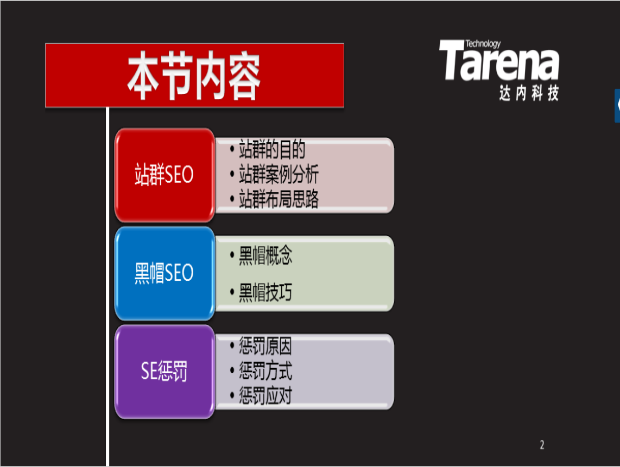 本节内容
Technology
Tarena
达内科技
站群SEO
• 站群的目的
• 站群案例分析
• 站群布局思路
黑帽SEO
• 黑帽概念
• 黑帽技巧
SE惩罚
• 惩罚原因
• 惩罚方式
• 惩罚应对
2